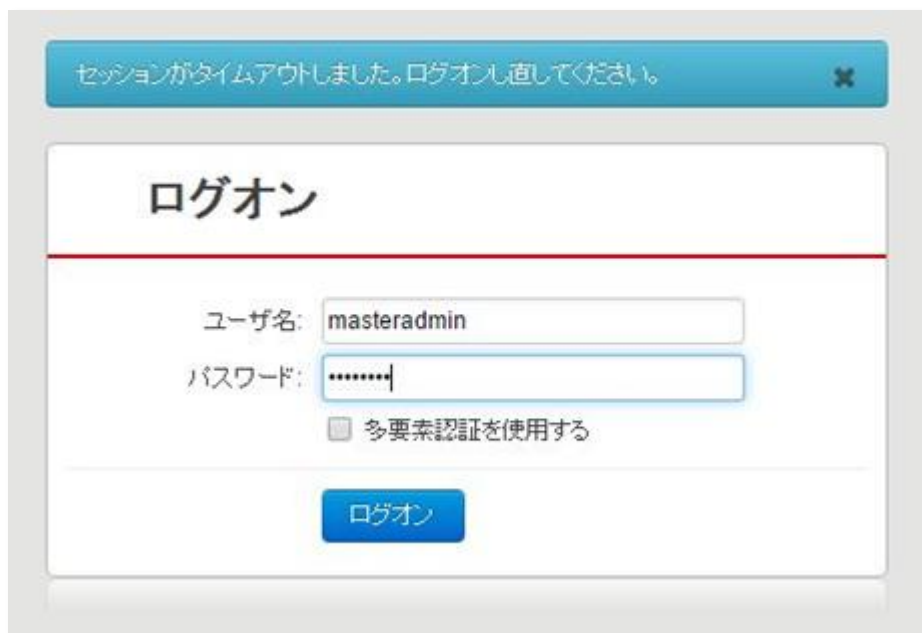 セッションがタイムアウトしました。ログオンし直してください。
ログオン
ユーザ名: masteradmin
パスワード: ••••••••
多要素認証を使用する
ログオン